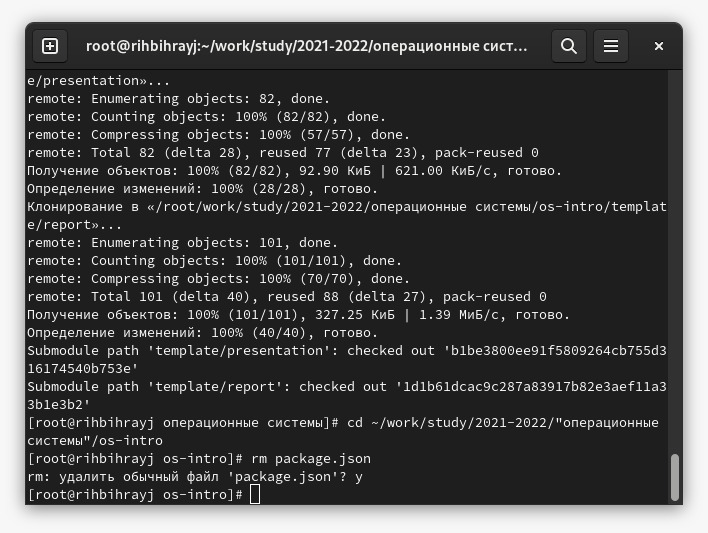 root@rihbihrayj:~/work/study/2021-2022/операционные сист...
e/presentation»...
remote: Enumerating objects: 82, done.
remote: Counting objects: 100% (82/82), done.
remote: Compressing objects: 100% (57/57), done.
remote: Total 82 (delta 28), reused 77 (delta 23), pack-reused 0
Получение объектов: 100% (82/82), 92.90 КиБ | 621.00 КиБ/с, готово.
Определение изменений: 100% (28/28), готово.
Клонирование в «/root/work/study/2021-2022/операционные системы/os-intro/templat
e/report»...
remote: Enumerating objects: 101, done.
remote: Counting objects: 100% (101/101), done.
remote: Compressing objects: 100% (70/70), done.
remote: Total 101 (delta 40), reused 88 (delta 27), pack-reused 0
Получение объектов: 100% (101/101), 327.25 КиБ | 1.39 МиБ/с, готово.
Определение изменений: 100% (40/40), готово.
Submodule path 'template/presentation': checked out 'b1be3800ee91f5809264cb755d3
16174540b753e'
Submodule path 'template/report': checked out '1d1b61dcac9c287a83917b82e3aef11a3
3b1e3b2'
[root@rihbihrayj операционные системы]# cd ~/work/study/2021-2022/"операционные
системы"/os-intro
[root@rihbihrayj os-intro]# rm package.json
rm: удалить обычный файл 'package.json'? y
[root@rihbihrayj os-intro]#